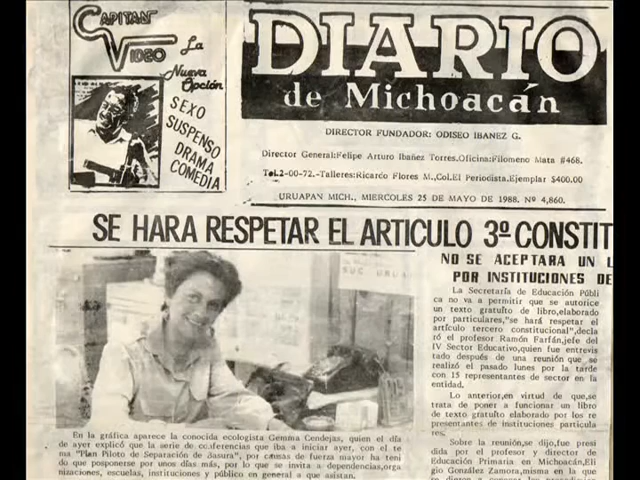 CAPITAN VIDEO
La Nueva Opción
SEXO
SUSPENSO
DRAMA
COMEDIA
DIARIO
de Michoacán
DIRECTOR FUNDADOR: ODISEO IBANEZ G.
Director General:Felipe Arturo Ibañez Torres.Oficina:Filomeno Mata #468.
Tel.2-00-72.-Talleres:Ricardo Flores M.,Col.El Periodista.Ejemplar $400.00
URUAPAN MICH., MIERCOLES 25 DE MAYO DE 1988. Nº 4,860.
SE HARA RESPETAR EL ARTICULO 3º CONSTIT
NO SE ACEPTARA UN L
POR INSTITUCIONES DE
La Secretaría de Educación Públi
ca no va a permitir que se autorice
un texto gratuíto de libro,elaborado
por particulares,"se hará respetar el
artículo tercero constitucional",decla
ró el profesor Ramón Farfán,jefe del
IV Sector Educativo,quien fue entrevis
tado después de una reunión que se
realizó el pasado lunes por la tarde
con 15 representantes de sector en la
entidad.
Lo anterior,en virtud de que,se
trata de poner a funcionar un libro
de texto gratuíto elaborado por los re
presentantes de instituciones particula
res.
Sobre la reunión,se dijo,fue presi
dida por el profesor y director de
Educación Primaria en Michoacán,Eli
gio González Zamora,misma en la que
En la gráfica aparece la conocida ecologista Gemma Cendejas, quien el día
de ayer explicó que la serie de conferencias que iba a iniciar ayer, con el te
ma "Plan Piloto de Separación de Basura", por causas de fuerza mayor ha teni
do que posponerse por unos días más, por lo que se invita a dependencias,orga
nizaciones, escuelas, instituciones y público en general a que asistan.